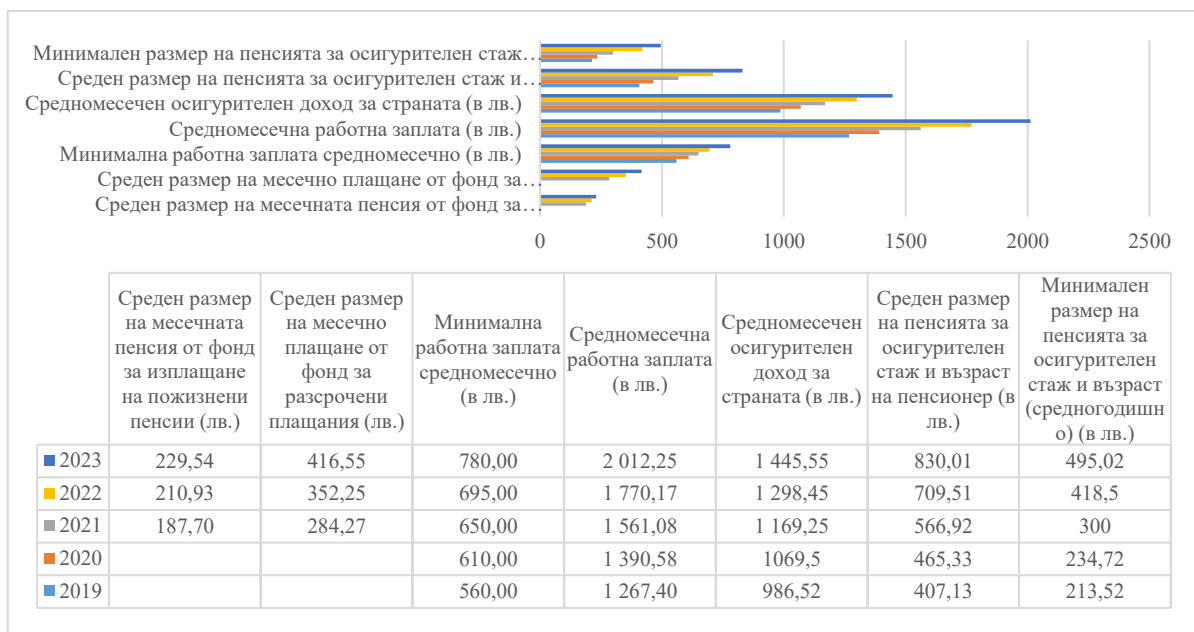 Минимален размер на пенсията за осигурителен стаж…
Среден размер на пенсията за осигурителен стаж и…
Средномесечен осигурителен доход за страната (в лв.)
Средномесечна работна заплата (в лв.)
Минимална работна заплата средномесечно (в лв.)
Среден размер на месечно плащане от фонд за…
Среден размер на месечната пенсия от фонд за…
0 500 1000 1500 2000 2500
Среден размер
на месечната
пенсия от фонд
за изплащане
на пожизнени
пенсии (лв.)
Среден размер
на месечно
плащане от
фонд за
разсрочени
плащания (лв.)
Минимална
работна заплата
средномесечно
(в лв.)
Средномесечна
работна заплата
(в лв.)
Средномесечен
осигурителен
доход за
страната (в лв.)
Среден размер
на пенсията за
осигурителен
стаж и възраст
на пенсионер (в
лв.)
Минимален
размер на
пенсията за
осигурителен
стаж и възраст
(средногодишн
о) (в лв.)
2023 229,54 416,55 780,00 2 012,25 1 445,55 830,01 495,02
2022 210,93 352,25 695,00 1 770,17 1 298,45 709,51 418,5
2021 187,70 284,27 650,00 1 561,08 1 169,25 566,92 300
2020 610,00 1 390,58 1069,5 465,33 234,72
2019 560,00 1 267,40 986,52 407,13 213,52